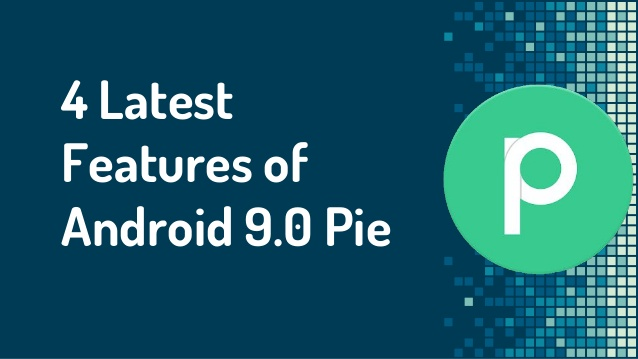 4 Latest
Features of
Android 9.0 Pie
p